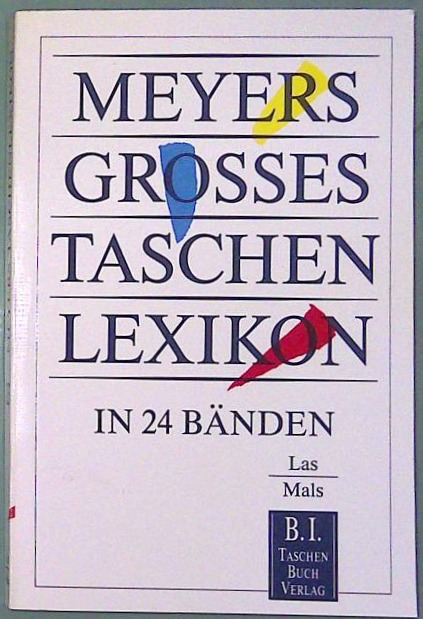 MEYERS
GROSSES
TASCHEN
LEXIKON
IN 24 BÄNDEN
Las
Mals
B. I.
TASCHEN
BUCH
VERLAG